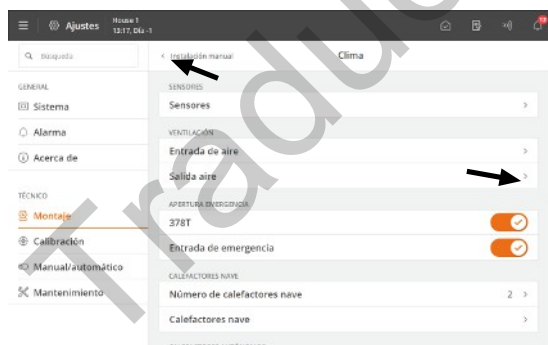 Ajustes
House 1
13:17, Día -1
Búsqueda
Instalación manual
Clima
GENERAL
Sistema
Alarma
Acerca de
TÉCNICO
Montaje
Calibración
Manual/automático
Mantenimiento
SENSORES
Sensores
VENTILACIÓN
Entrada de aire
Salida aire
APERTURA EMERGENCIA
378T
Entrada de emergencia
CALEFACTORES NAVE
Número de calefactores nave 2
Calefactores nave
Traduc